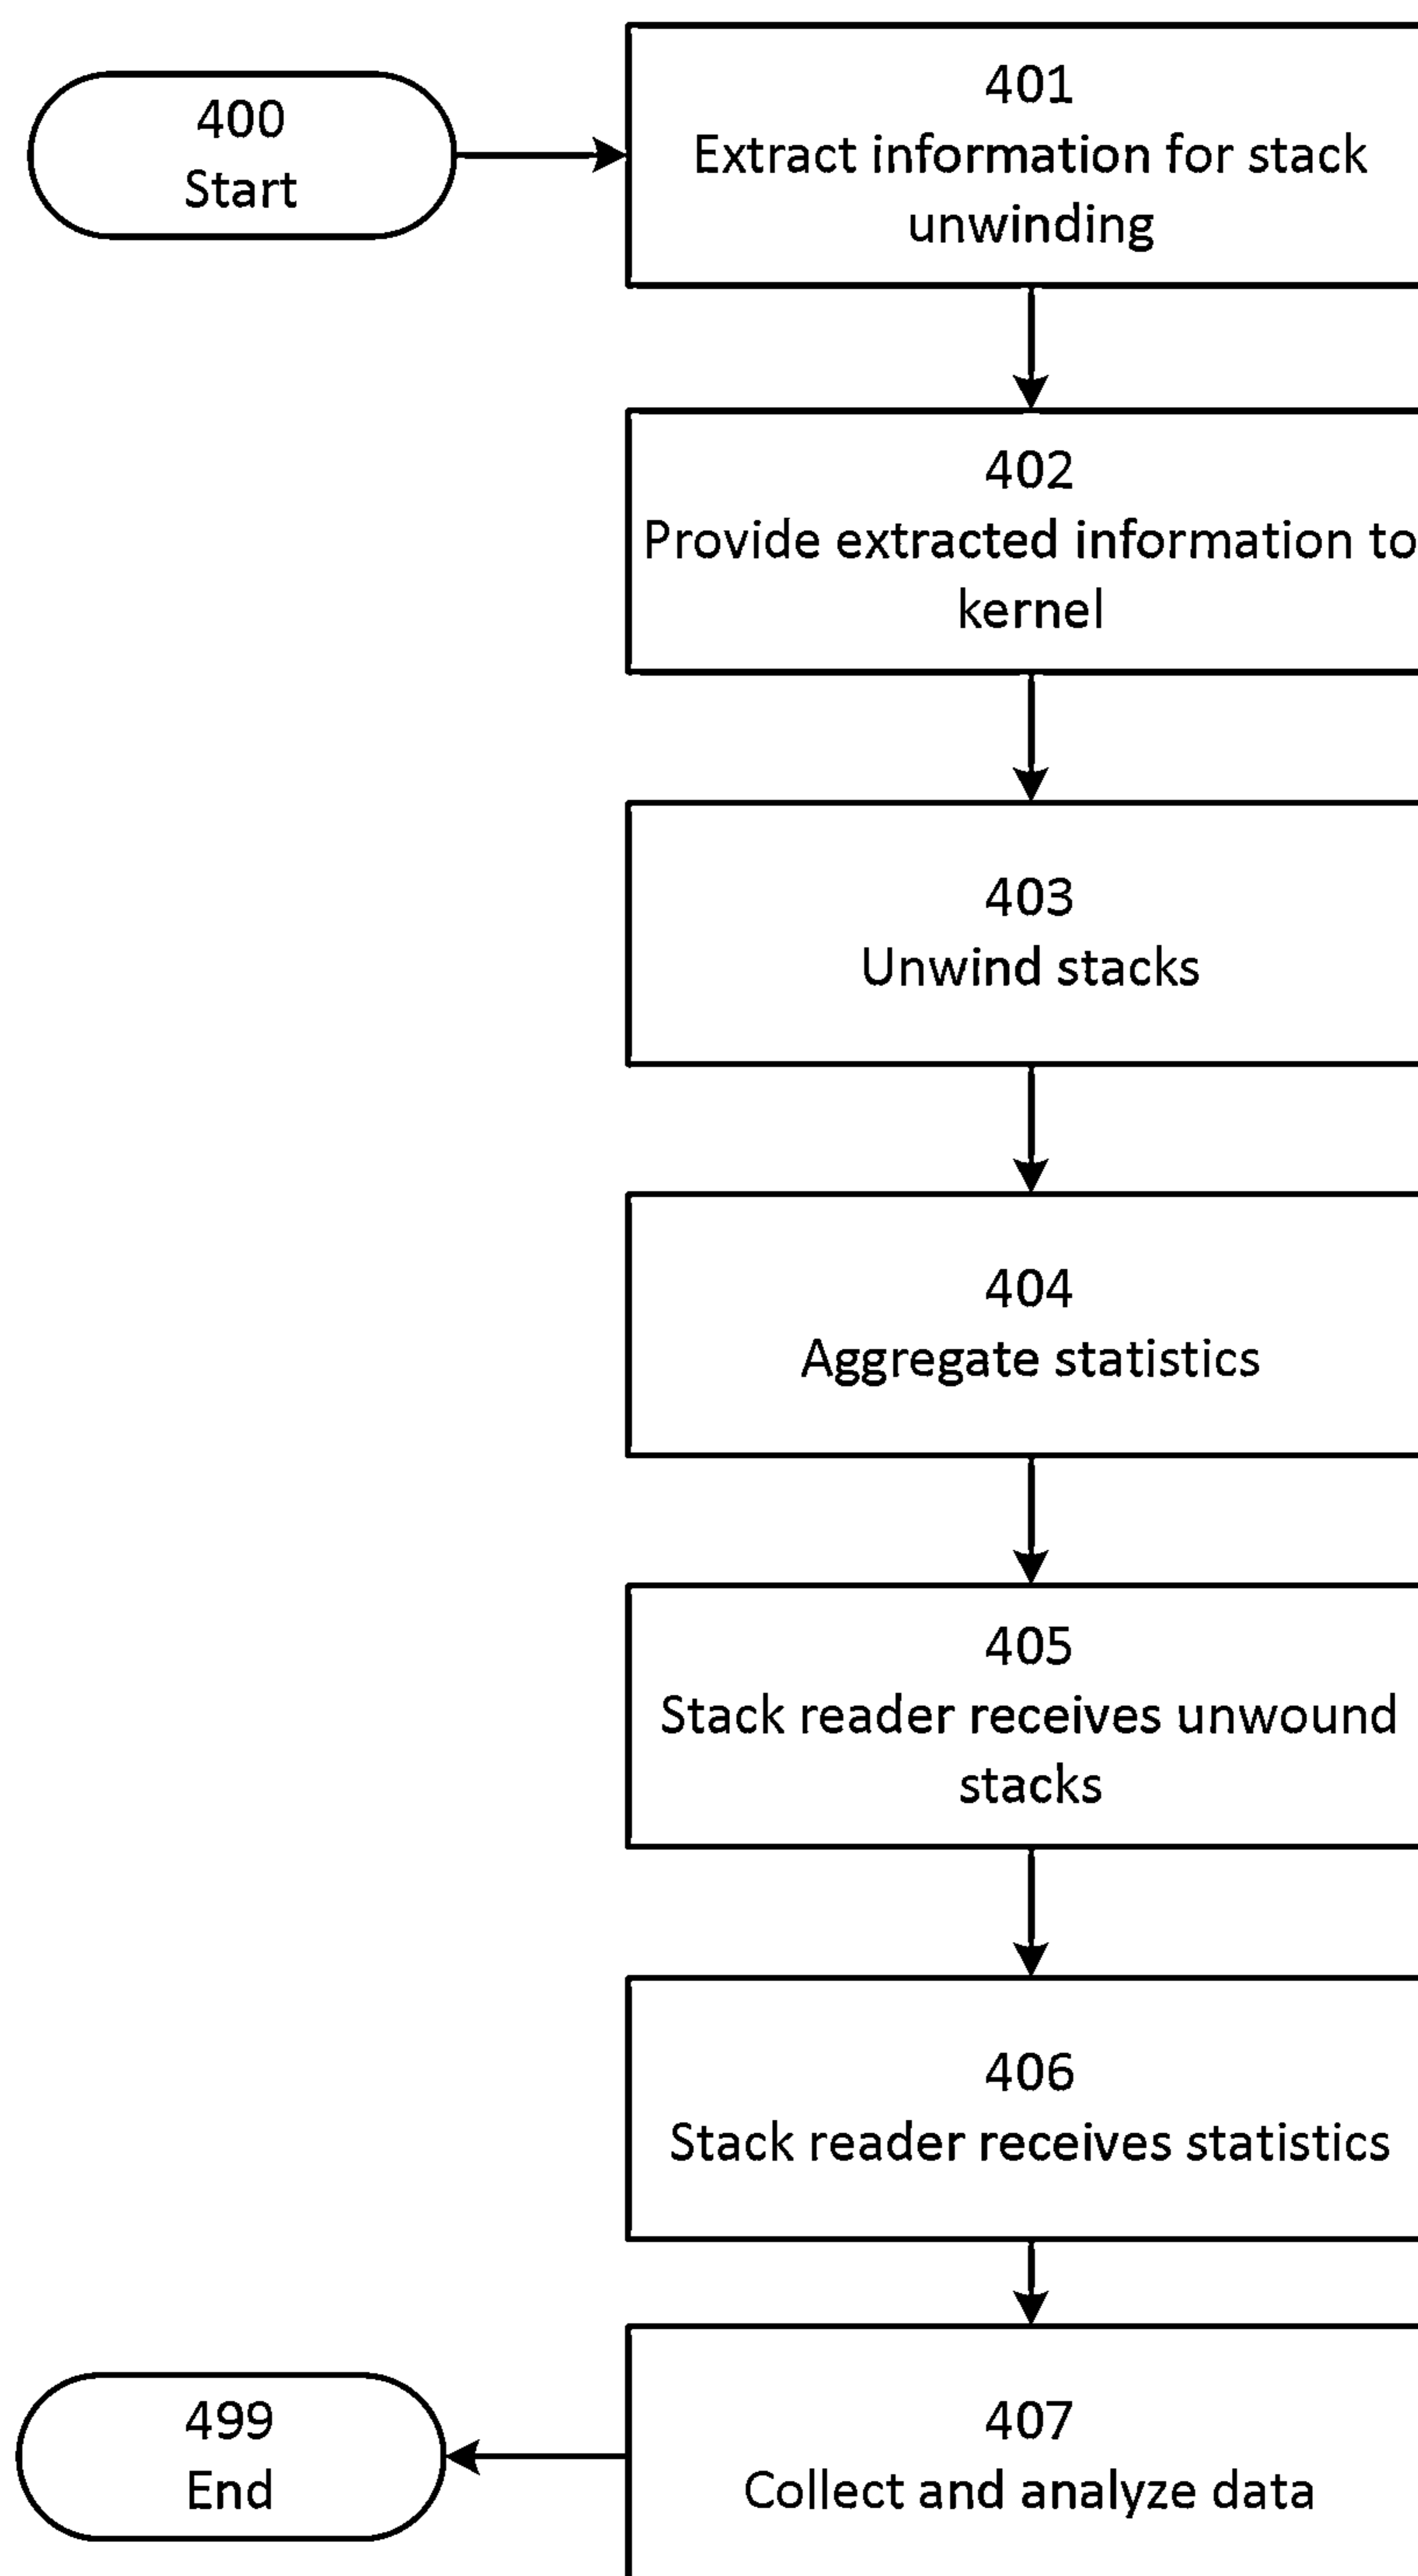 400
Start
401
Extract information for stack
unwinding
402
Provide extracted information to
kernel
403
Unwind stacks
404
Aggregate statistics
405
Stack reader receives unwound
stacks
406
Stack reader receives statistics
407
Collect and analyze data
499
End